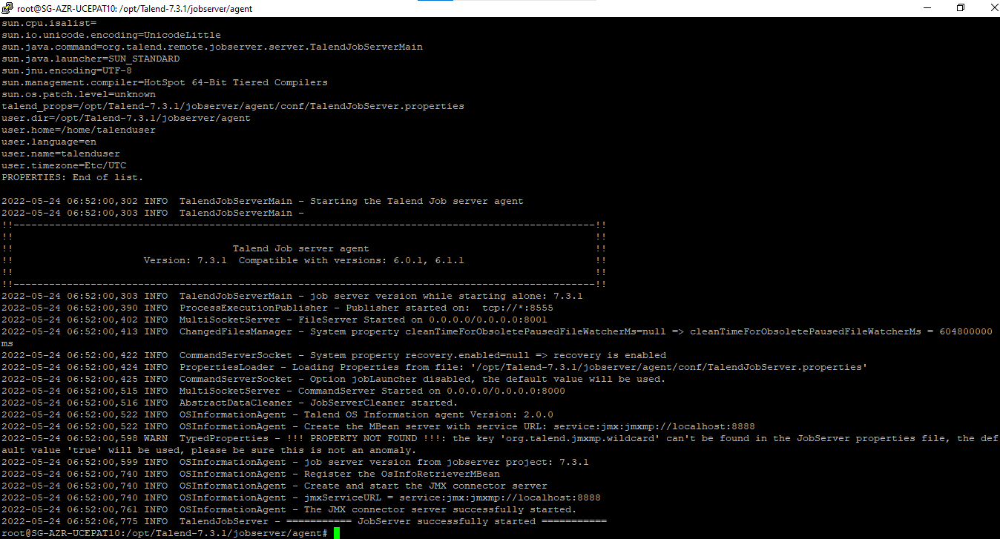 root@SG-AZR-UCEPAT10: /opt/Talend-7.3.1/jobserver/agent
sun.cpu.isalist=
sun.io.unicode.encoding=UnicodeLittle
sun.java.command=org.talend.remote.jobserver.server.TalendJobServerMain
sun.java.launcher=SUN_STANDARD
sun.jnu.encoding=UTF-8
sun.management.compiler=HotSpot 64-Bit Tiered Compilers
sun.os.patch.level=unknown
talend_props=/opt/Talend-7.3.1/jobserver/agent/conf/TalendJobServer.properties
user.dir=/opt/Talend-7.3.1/jobserver/agent
user.home=/home/talenduser
user.language=en
user.name=talenduser
user.timezone=Etc/UTC
PROPERTIES: End of list.
2022-05-24 06:52:00,302 INFO  TalendJobServerMain - Starting the Talend Job server agent
2022-05-24 06:52:00,303 INFO  TalendJobServerMain -
!!--------------------------------------------------------------------------------------------------!!
!!                                                                                                  !!
!!                                     Talend Job server agent                                      !!
!!                      Version: 7.3.1  Compatible with versions: 6.0.1, 6.1.1                      !!
!!                                                                                                  !!
!!--------------------------------------------------------------------------------------------------!!
2022-05-24 06:52:00,303 INFO  TalendJobServerMain - job server version while starting alone: 7.3.1
2022-05-24 06:52:00,390 INFO  ProcessExecutionPublisher - Publisher started on:  tcp://*:8555
2022-05-24 06:52:00,402 INFO  MultiSocketServer - FileServer Started on 0.0.0.0/0.0.0.0:8001
2022-05-24 06:52:00,413 INFO  ChangedFilesManager - System property cleanTimeForObsoletePausedFileWatcherMs=null => cleanTimeForObsoletePausedFileWatcherMs = 604800000
ms
2022-05-24 06:52:00,422 INFO  CommandServerSocket - System property recovery.enabled=null => recovery is enabled
2022-05-24 06:52:00,424 INFO  PropertiesLoader - Loading Properties from file: '/opt/Talend-7.3.1/jobserver/agent/conf/TalendJobServer.properties'
2022-05-24 06:52:00,425 INFO  CommandServerSocket - Option jobLauncher disabled, the default value will be used.
2022-05-24 06:52:00,515 INFO  MultiSocketServer - CommandServer Started on 0.0.0.0/0.0.0.0:8000
2022-05-24 06:52:00,516 INFO  AbstractDataCleaner - JobServerCleaner started.
2022-05-24 06:52:00,522 INFO  OSInformationAgent - Talend OS Information agent Version: 2.0.0
2022-05-24 06:52:00,522 INFO  OSInformationAgent - Create the MBean server with service URL: service:jmx:jmxmp://localhost:8888
2022-05-24 06:52:00,598 WARN  TypedProperties - !!! PROPERTY NOT FOUND !!!: the key 'org.talend.jmxmp.wildcard' can't be found in the JobServer properties file, the def
ault value 'true' will be used, please be sure this is not an anomaly.
2022-05-24 06:52:00,599 INFO  OSInformationAgent - job server version from jobserver project: 7.3.1
2022-05-24 06:52:00,740 INFO  OSInformationAgent - Register the OsInfoRetrieverMBean
2022-05-24 06:52:00,740 INFO  OSInformationAgent - Create and start the JMX connector server
2022-05-24 06:52:00,740 INFO  OSInformationAgent - jmxServiceURL = service:jmx:jmxmp://localhost:8888
2022-05-24 06:52:00,761 INFO  OSInformationAgent - The JMX connector server successfully started.
2022-05-24 06:52:06,775 INFO  TalendJobServer - =========== JobServer successfully started ===========
root@SG-AZR-UCEPAT10:/opt/Talend-7.3.1/jobserver/agent#